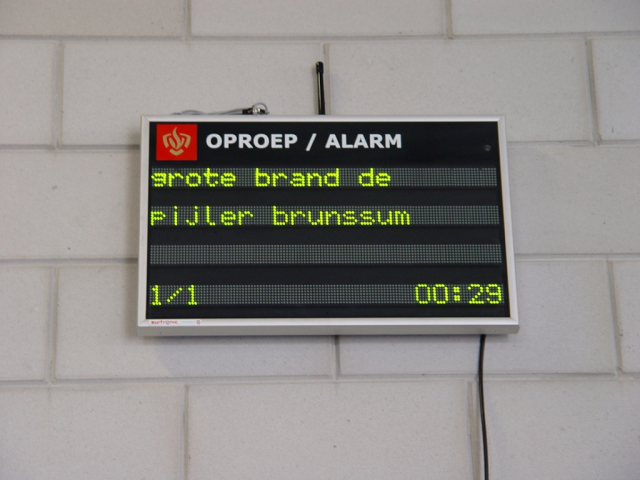 OPROEP / ALARM
grote brand de
pijler brunssum
1/1 00:29